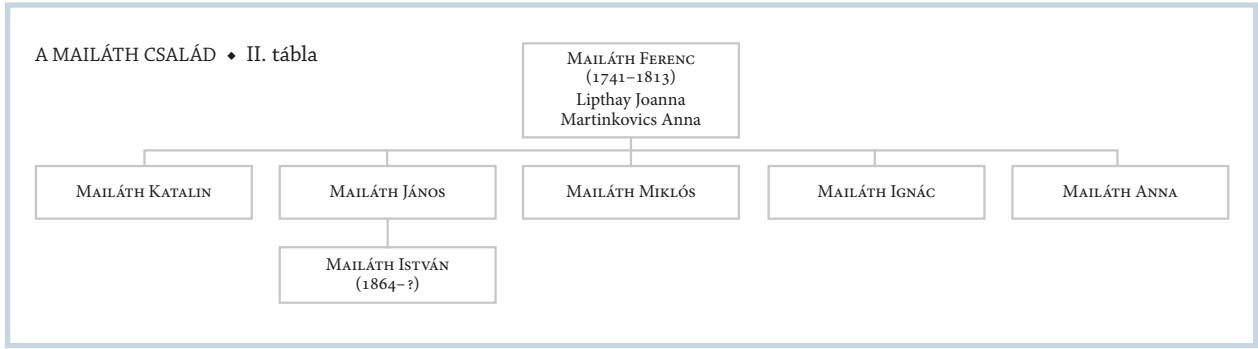 A MAILÁTH CSALÁD ◆ II. tábla
Mailáth Ferenc
(1741–1813)
Lipthay Joanna
Martinkovics Anna
Mailáth Katalin
Mailáth János
Mailáth Miklós
Mailáth Ignác
Mailáth Anna
Mailáth István
(1864–?)